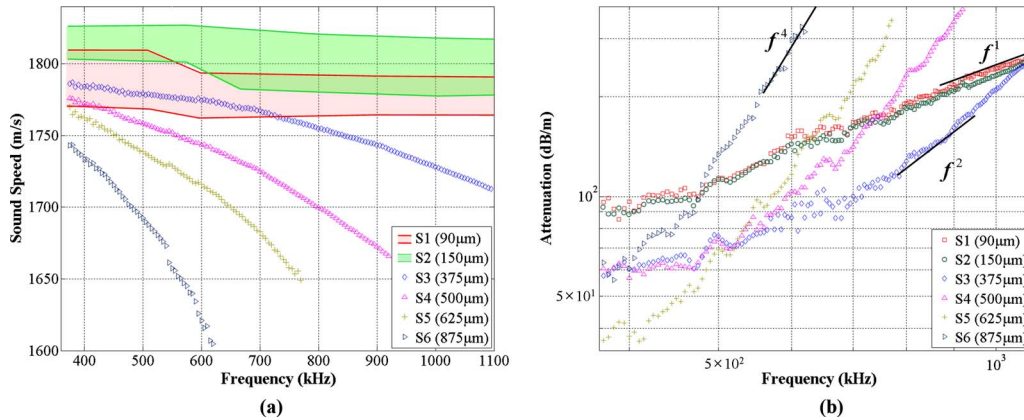 (a)
1800
1750
1700
1650
1600
Sound Speed (m/s)
400 500 600 700 800 900 1000 1100
Frequency (kHz)
S1 (90μm)
S2 (150μm)
S3 (375μm)
S4 (500μm)
S5 (625μm)
S6 (875μm)
(a)
(b)
f⁴
f¹
f²
10²
5×10¹
Attenuation (dB/m)
5×10² 10³
Frequency (kHz)
S1 (90μm)
S2 (150μm)
S3 (375μm)
S4 (500μm)
S5 (625μm)
S6 (875μm)
(b)